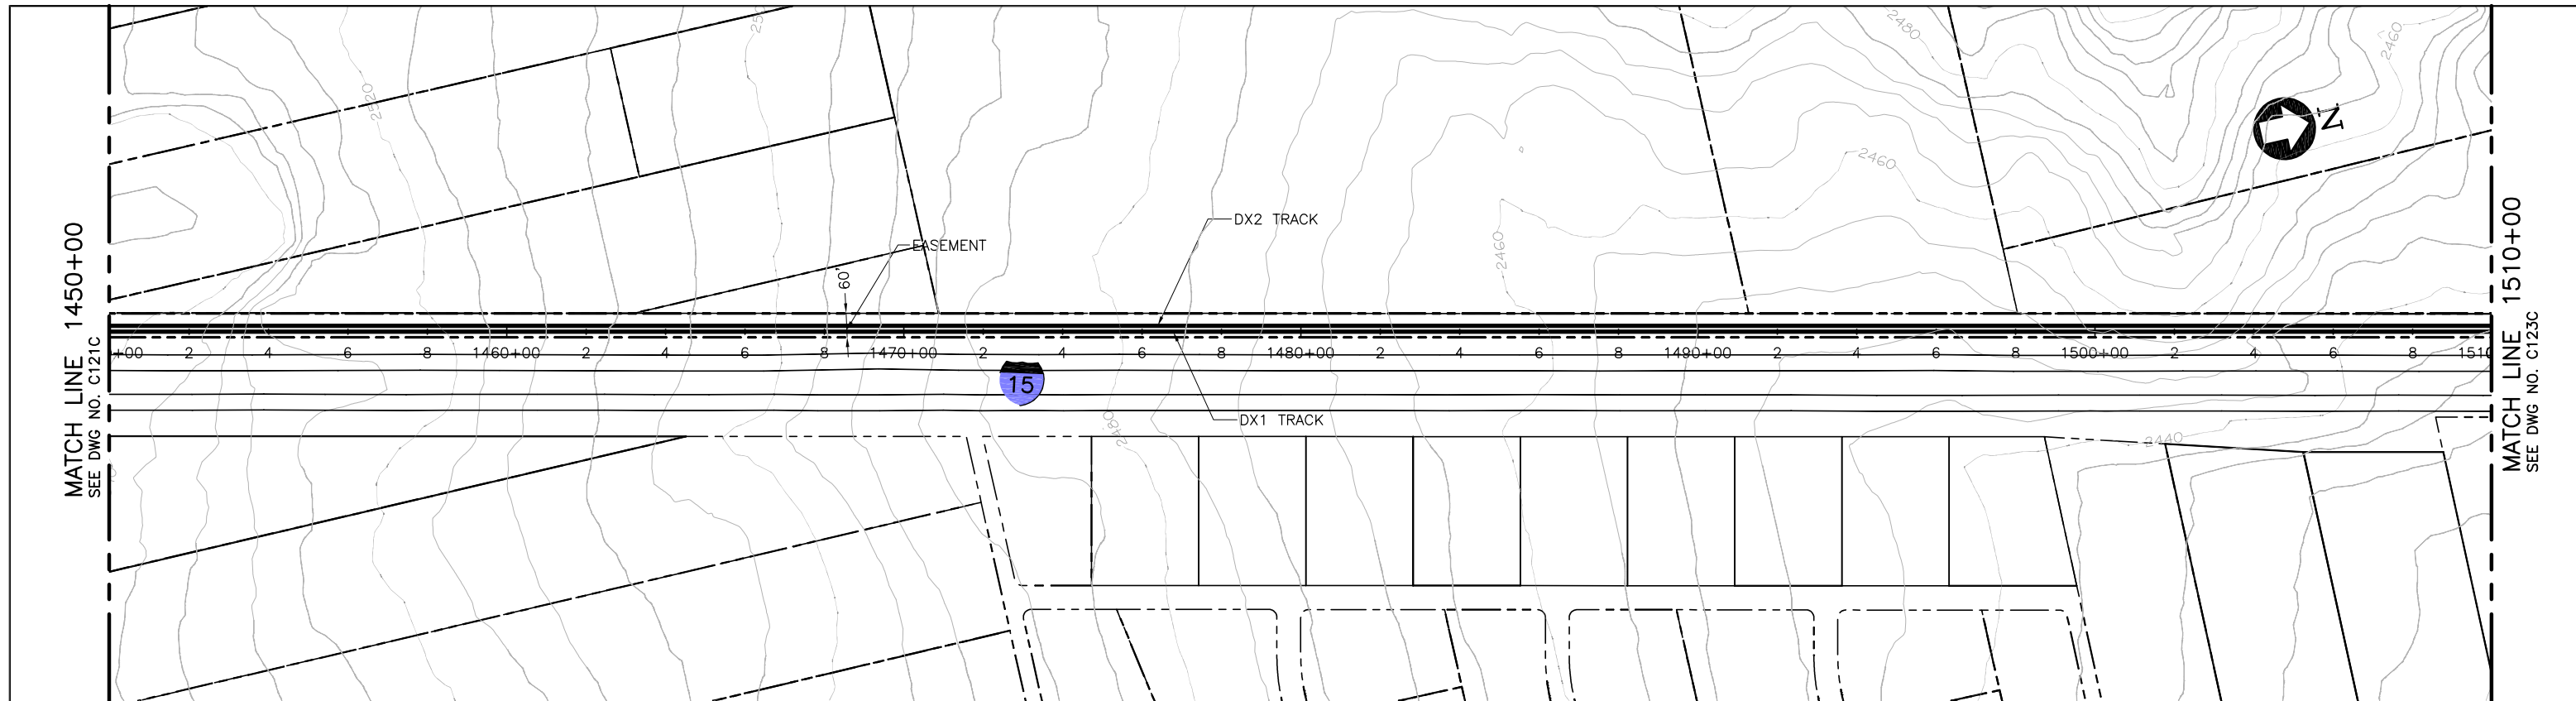 2480
2460
2520
N
2460
DX2 TRACK
EASEMENT
2460
60'
MATCH LINE 1450+00
SEE DWG NO. C121C
MATCH LINE 1510+00
SEE DWG NO. C123C
+00 2 4 6 8 1460+00 2 4 6 8 1470+00 2 4 6 8 1480+00 2 4 6 8 1490+00 2 4 6 8 1500+00 2 4 6 8 1510
15
DX1 TRACK
2480
2440